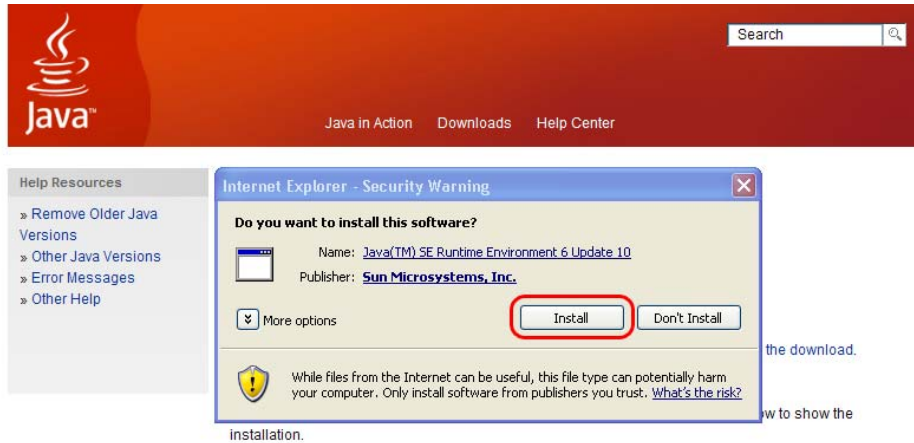 Search
Java™
Java in Action Downloads Help Center
Help Resources
» Remove Older Java
Versions
» Other Java Versions
» Error Messages
» Other Help
Internet Explorer - Security Warning
Do you want to install this software?
Name: Java(TM) SE Runtime Environment 6 Update 10
Publisher: Sun Microsystems, Inc.
More options
Install
Don't Install
While files from the Internet can be useful, this file type can potentially harm
your computer. Only install software from publishers you trust. What's the risk?
the download.
to show the
installation.